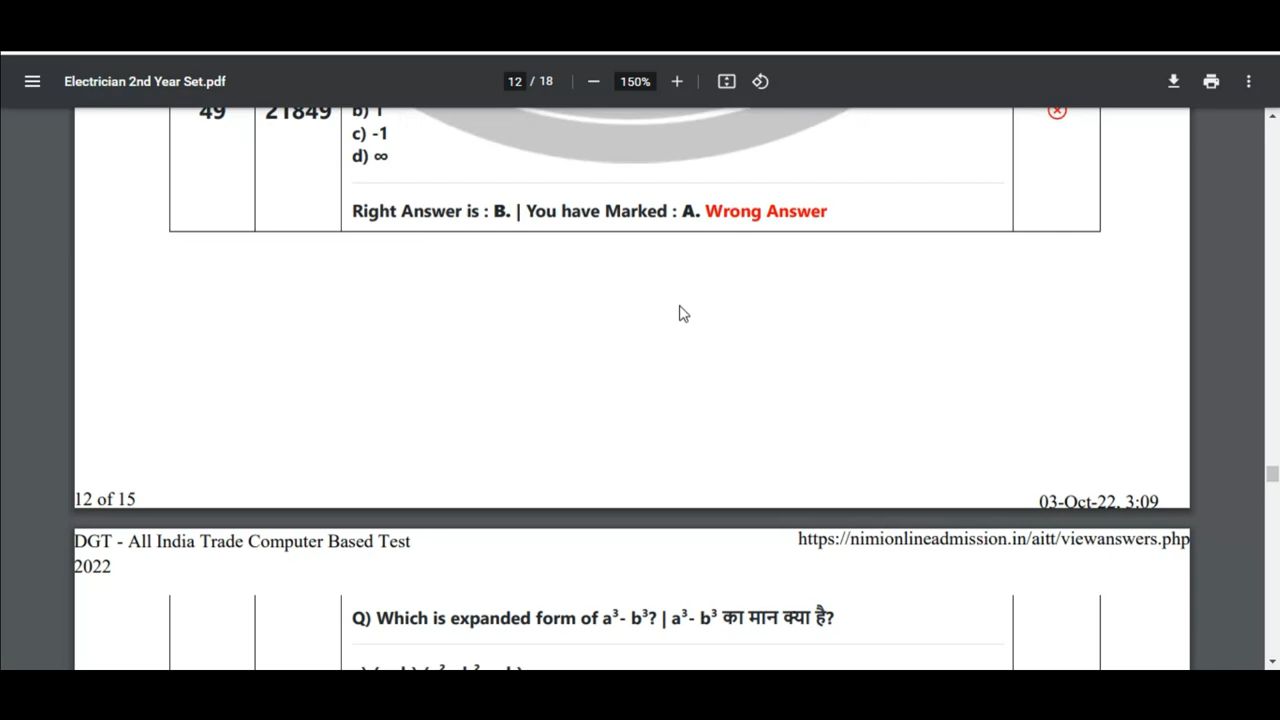 Electrician 2nd Year Set.pdf
12 / 18
150%
49
21849
b) 1
c) -1
d) ∞
Right Answer is : B. | You have Marked : A. Wrong Answer
12 of 15
03-Oct-22, 3:09
DGT - All India Trade Computer Based Test
2022
https://nimionlineadmission.in/aitt/viewanswers.php
Q) Which is expanded form of a³- b³? | a³- b³ का मान क्या है?